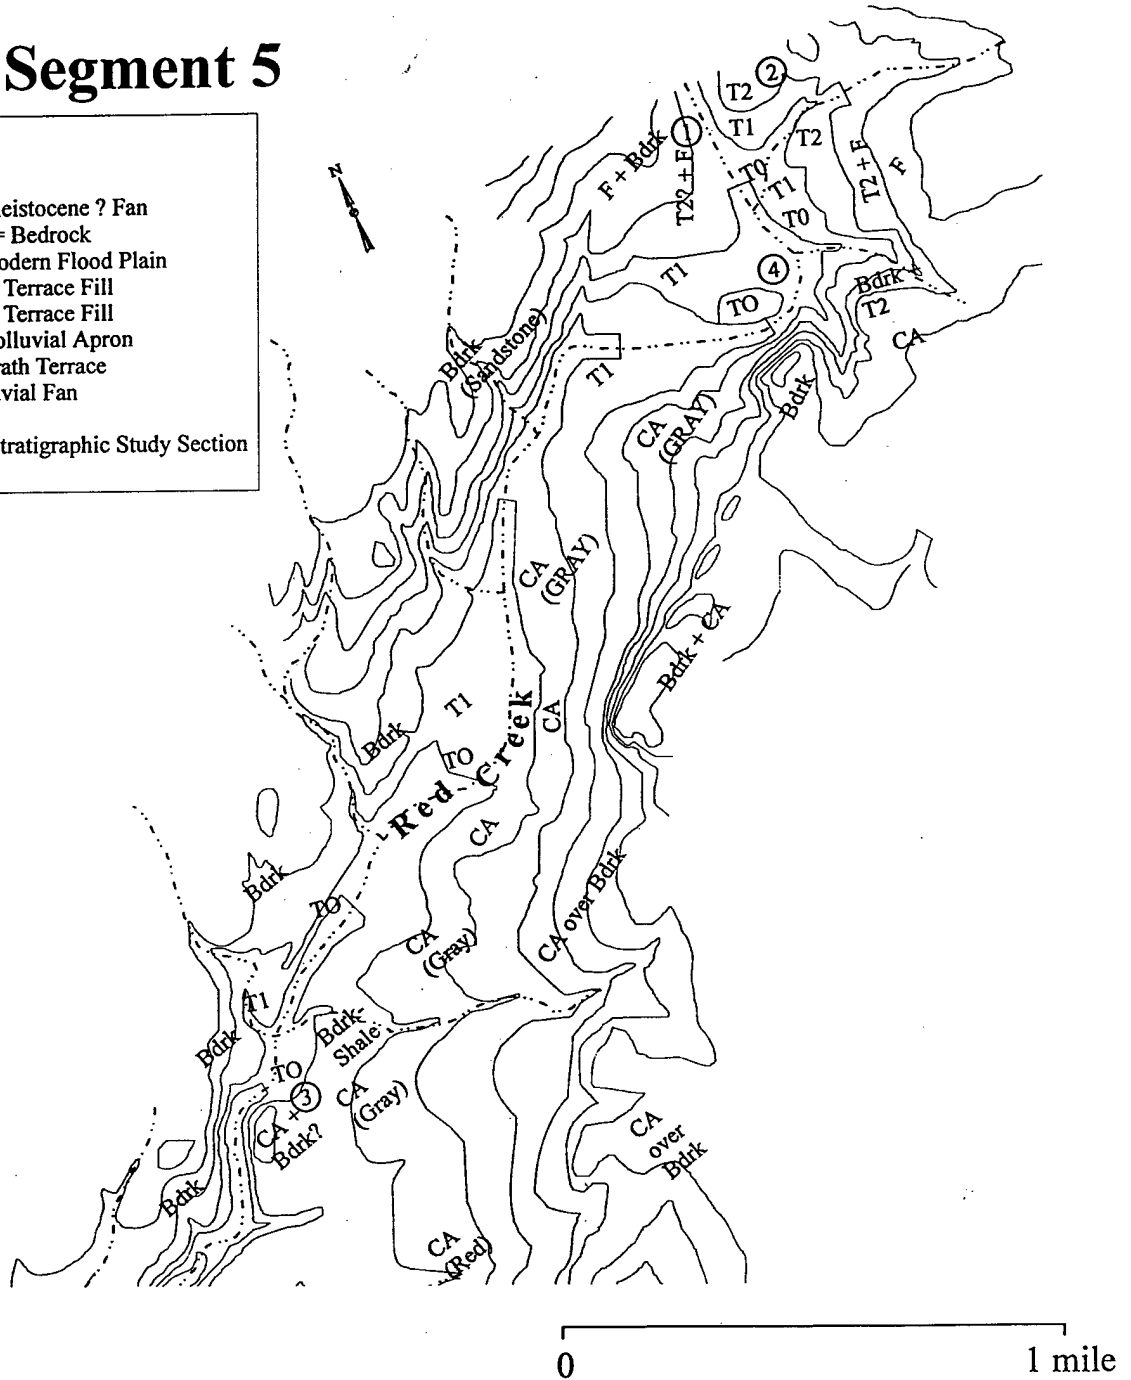 Segment 5
leistocene ? Fan
= Bedrock
odern Flood Plain
Terrace Fill
Terrace Fill
olluvial Apron
rath Terrace
vial Fan
tratigraphic Study Section
N
2
T2
T1
1
T2
F + Bdrk
T2? + F
T0
T1
T0
T2 + F
F
T1
4
TO
Bdrk +
T2
CA
Bdrk
(Sandstone)
T1
CA
(GRAY)
Bdrk
CA
(GRAY)
Bdrk + CA
T1
CA
Bdrk
TO
Red Creek
CA
Bdrk
CA over Bdrk
TO
CA
(Gray)
T1
Bdrk-
Shale
Bdrk
TO
3
CA
(Gray)
CA +
Bdrk?
CA
over
Bdrk
Bdrk
CA
(Red)
0
1 mile